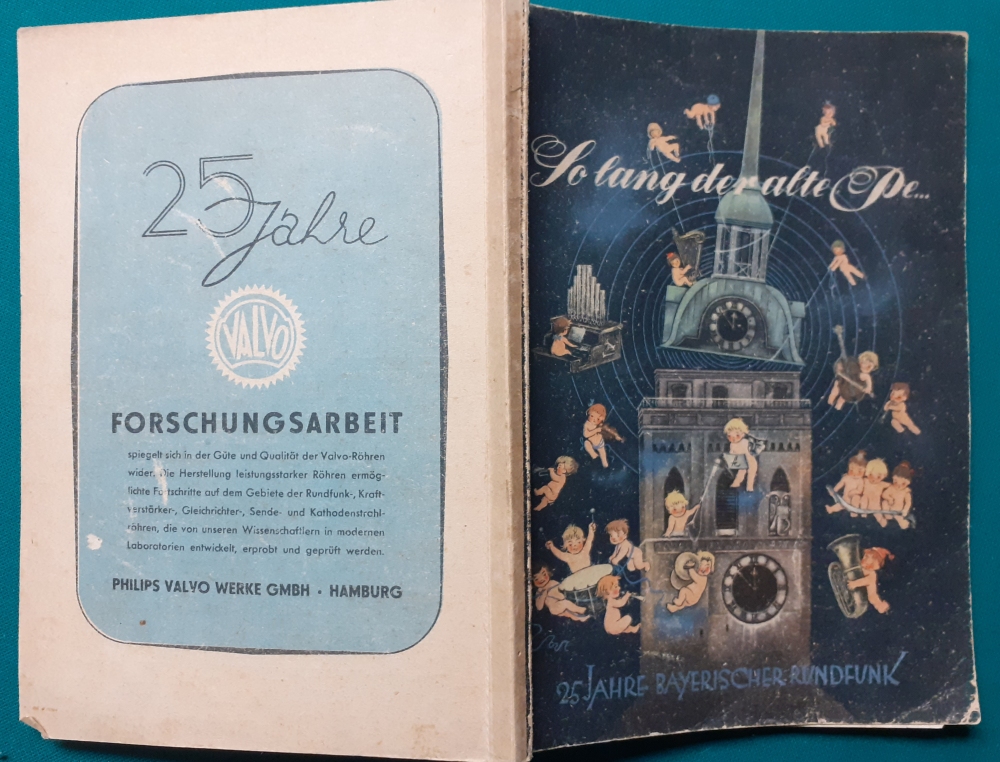 25 Jahre
VALVO
FORSCHUNGSARBEIT
spiegelt sich in der Güte und Qualität der Valvo-Röhren
wider. Die Herstellung leistungsstarker Röhren ermög-
lichte Fortschritte auf dem Gebiete der Rundfunk-, Kraft-
verstärker-, Gleichrichter-, Sende- und Kathodenstrahl-
röhren, die von unseren Wissenschaftlern in modernen
Laboratorien entwickelt, erprobt und geprüft werden.
PHILIPS VALVO WERKE GMBH • HAMBURG
So lang der alte Pe...
25 JAHRE BAYERISCHER RUNDFUNK